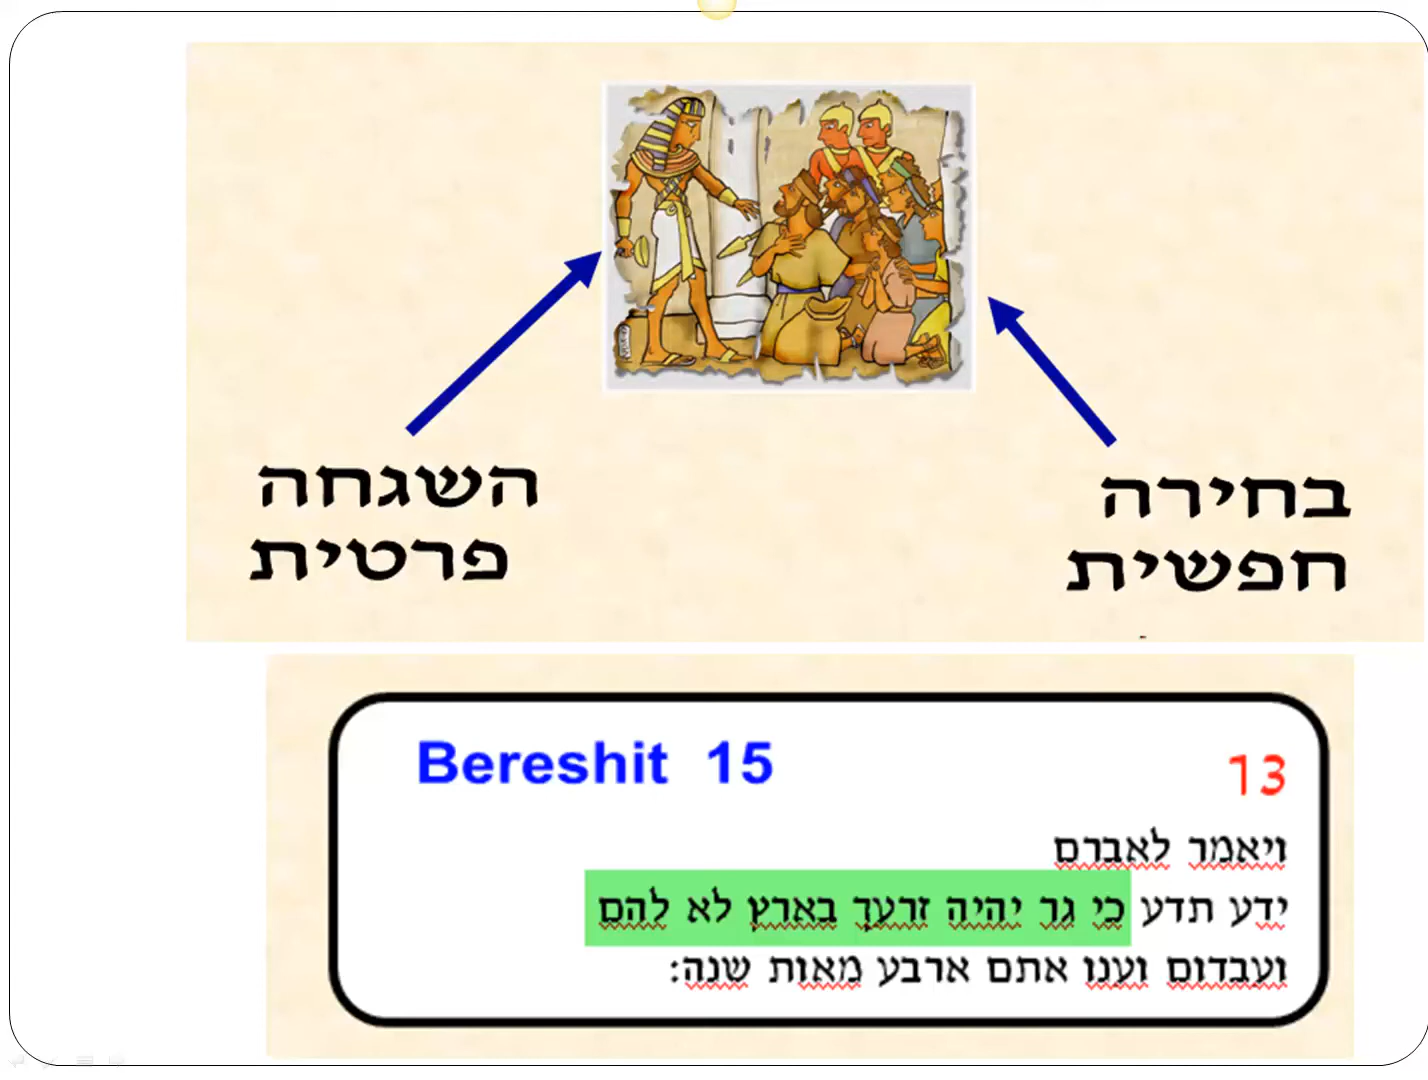 השגחה
פרטית
בחירה
חפשית
Bereshit 15
13
ויאמר לאברם
ידע תדע כי גר יהיה זרעך בארץ לא להם
ועבדום וענו אתם ארבע מאות שנה: